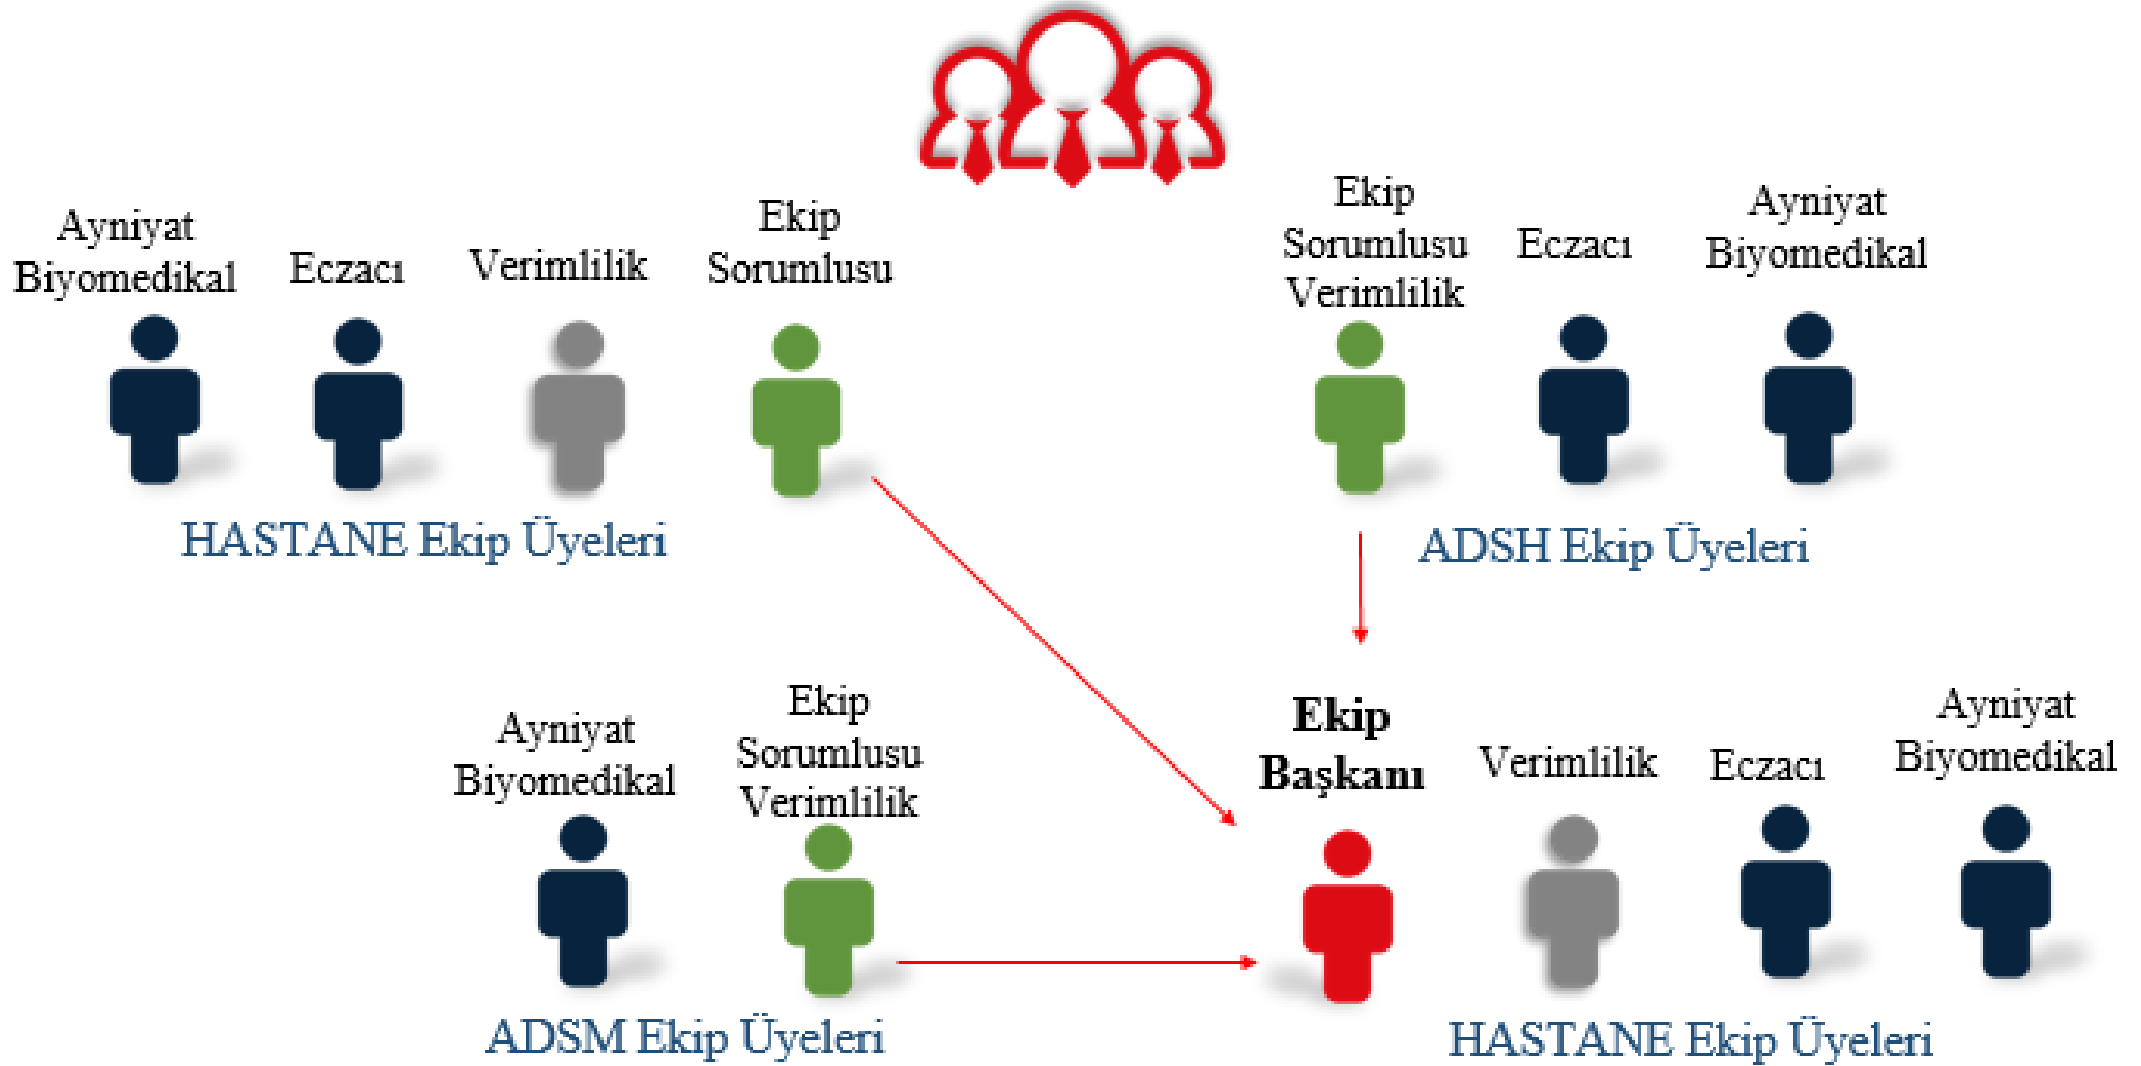 Ayniyat
Biyomedikal
Eczacı
Verimlilik
Ekip
Sorumlusu
HASTANE Ekip Üyeleri
Ekip
Sorumlusu
Verimlilik
Eczacı
Ayniyat
Biyomedikal
ADSH Ekip Üyeleri
Ayniyat
Biyomedikal
Ekip
Sorumlusu
Verimlilik
ADSM Ekip Üyeleri
Ekip
Başkanı
Verimlilik
Eczacı
Ayniyat
Biyomedikal
HASTANE Ekip Üyeleri